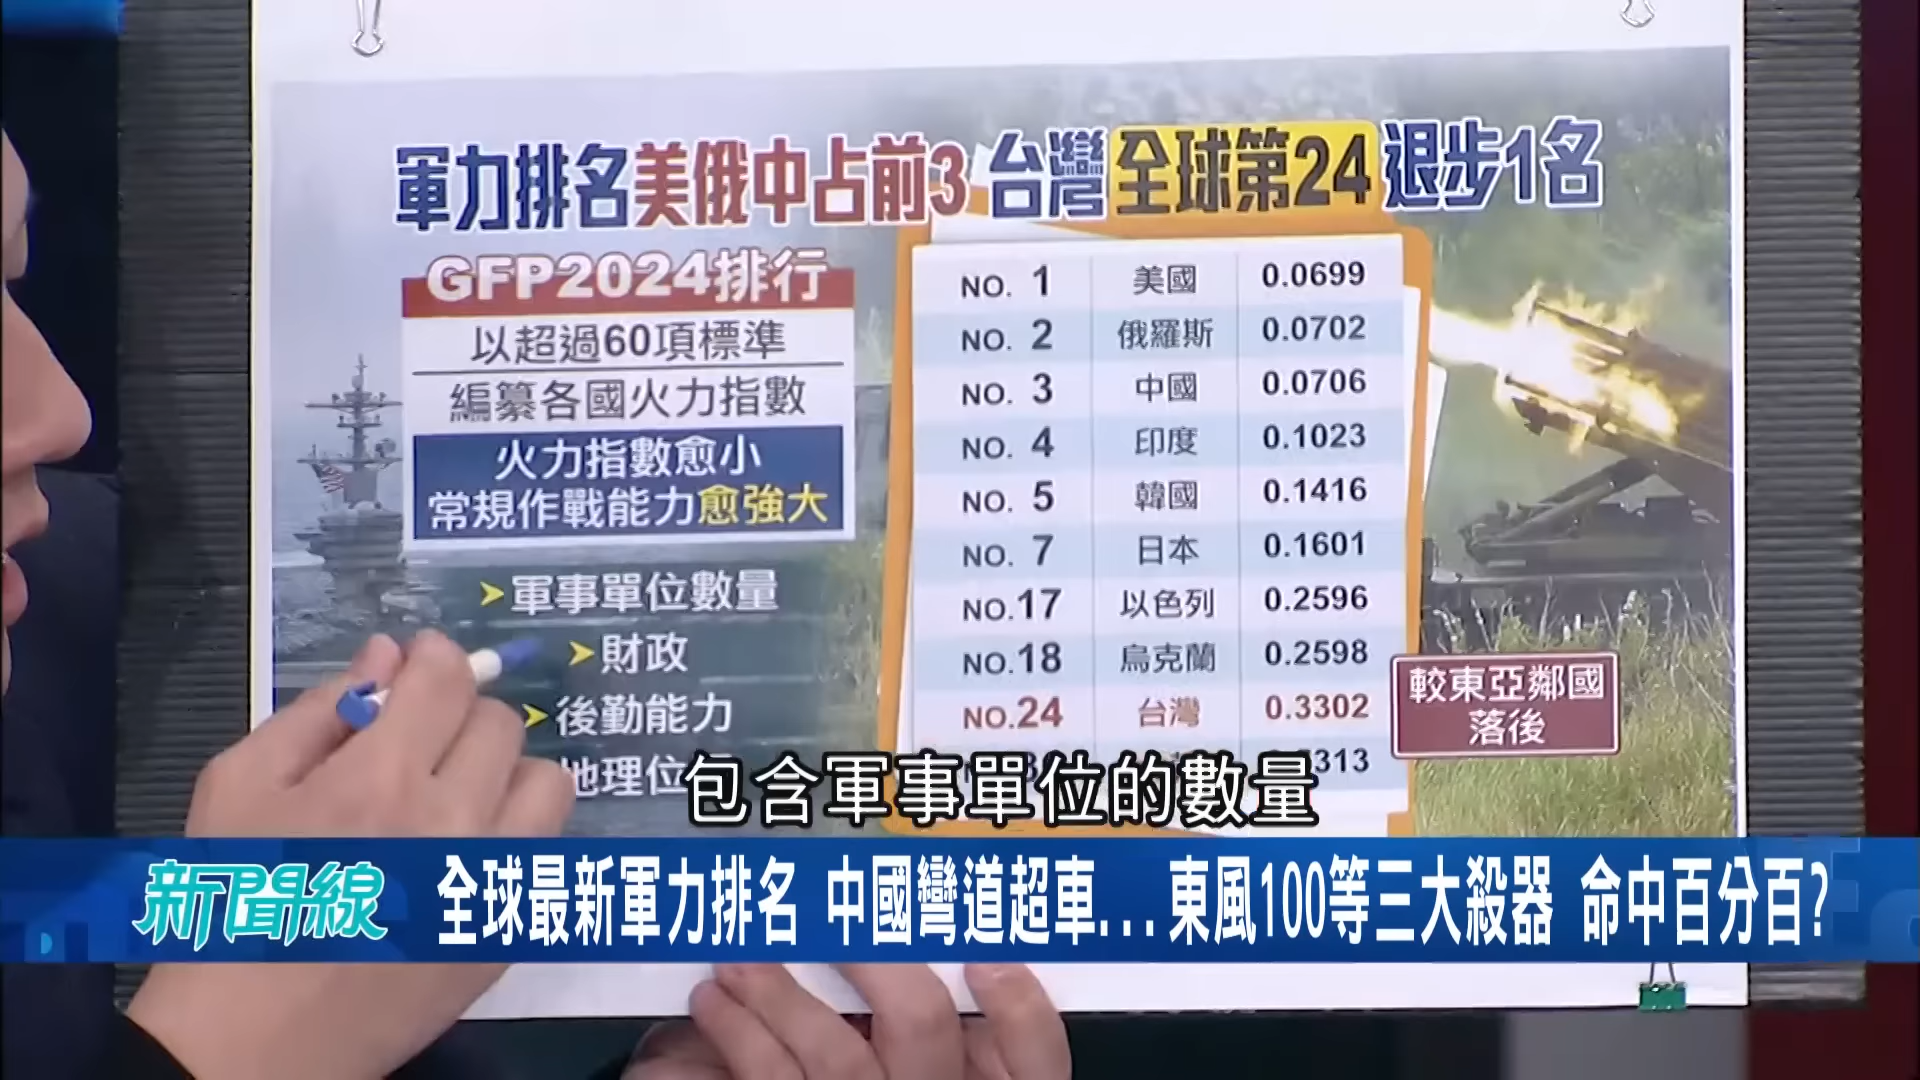 軍力排名美俄中占前3 台灣全球第24退步1名
GFP2024排行
以超過60項標準
編纂各國火力指數
火力指數愈小
常規作戰能力愈強大
➤軍事單位數量
➤財政
➤後勤能力
地理位
NO. 1 美國 0.0699
NO. 2 俄羅斯 0.0702
NO. 3 中國 0.0706
NO. 4 印度 0.1023
NO. 5 韓國 0.1416
NO. 7 日本 0.1601
NO.17 以色列 0.2596
NO.18 烏克蘭 0.2598
NO.24 台灣 0.3302
313
較東亞鄰國
落後
包含軍事單位的數量
新聞線
全球最新軍力排名 中國彎道超車...東風100等三大殺器 命中百分百?